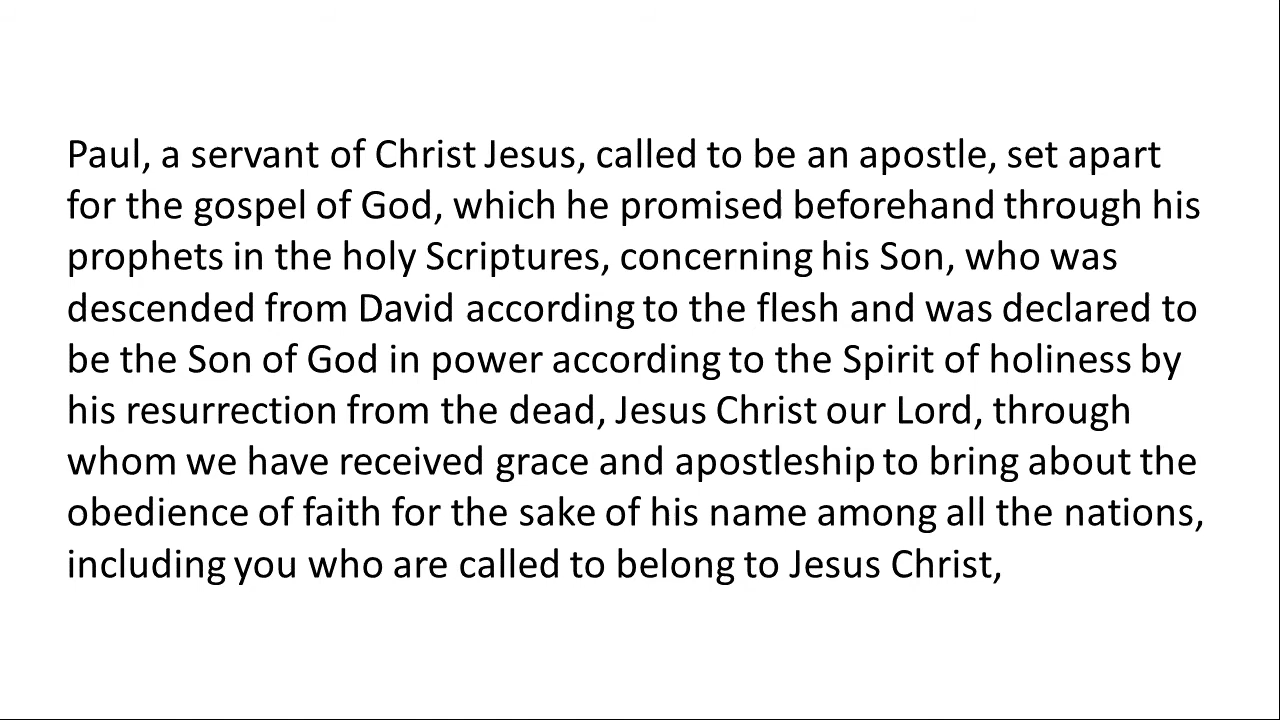 Paul, a servant of Christ Jesus, called to be an apostle, set apart
for the gospel of God, which he promised beforehand through his
prophets in the holy Scriptures, concerning his Son, who was
descended from David according to the flesh and was declared to
be the Son of God in power according to the Spirit of holiness by
his resurrection from the dead, Jesus Christ our Lord, through
whom we have received grace and apostleship to bring about the
obedience of faith for the sake of his name among all the nations,
including you who are called to belong to Jesus Christ,